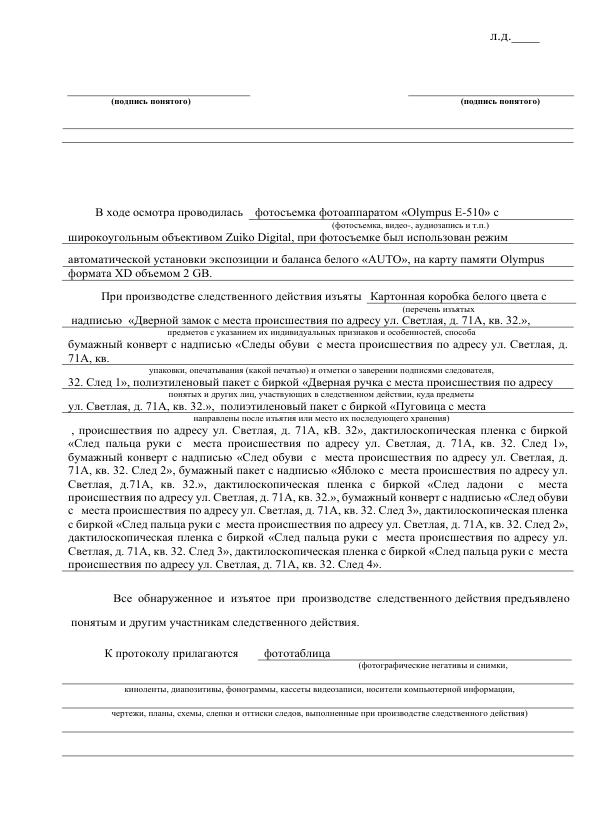 л.д.____
(подпись понятого) (подпись понятого)
В ходе осмотра проводилась фотосъемка фотоаппаратом «Olympus E-510» с
(фотосъемка, видео-, аудиозапись и т.п.)
широкоугольным объективом Zuiko Digital, при фотосъемке был использован режим
автоматической установки экспозиции и баланса белого «AUTO», на карту памяти Olympus
формата XD объемом 2 GB.
При производстве следственного действия изъяты Картонная коробка белого цвета с
(перечень изъятых
надписью «Дверной замок с места происшествия по адресу ул. Светлая, д. 71А, кв. 32.»,
предметов с указанием их индивидуальных признаков и особенностей, способа
бумажный конверт с надписью «Следы обуви с места происшествия по адресу ул. Светлая, д.
71А, кв.
упаковки, опечатывания (какой печатью) и отметки о заверении подписями следователя,
32. След 1», полиэтиленовый пакет с биркой «Дверная ручка с места происшествия по адресу
понятых и других лиц, участвующих в следственном действии, куда предметы
ул. Светлая, д. 71А, кв. 32.», полиэтиленовый пакет с биркой «Пуговица с места
направлены после изъятия или место их последующего хранения)
, происшествия по адресу ул. Светлая, д. 71А, кВ. 32», дактилоскопическая пленка с биркой
«След пальца руки с места происшествия по адресу ул. Светлая, д. 71А, кв. 32. След 1»,
бумажный конверт с надписью «След обуви с места происшествия по адресу ул. Светлая, д.
71А, кв. 32. След 2», бумажный пакет с надписью «Яблоко с места происшествия по адресу ул.
Светлая, д.71А, кв. 32.», дактилоскопическая пленка с биркой «След ладони с места
происшествия по адресу ул. Светлая, д. 71А, кв. 32.», бумажный конверт с надписью «След обуви
с места происшествия по адресу ул. Светлая, д. 71А, кв. 32. След 3», дактилоскопическая пленка
с биркой «След пальца руки с места происшествия по адресу ул. Светлая, д. 71А, кв. 32. След 2»,
дактилоскопическая пленка с биркой «След пальца руки с места происшествия по адресу ул.
Светлая, д. 71А, кв. 32. След 3», дактилоскопическая пленка с биркой «След пальца руки с места
происшествия по адресу ул. Светлая, д. 71А, кв. 32. След 4».
Все обнаруженное и изъятое при производстве следственного действия предъявлено
понятым и другим участникам следственного действия.
К протоколу прилагаются фототаблица
(фотографические негативы и снимки,
киноленты, диапозитивы, фонограммы, кассеты видеозаписи, носители компьютерной информации,
чертежи, планы, схемы, слепки и оттиски следов, выполненные при производстве следственного действия)